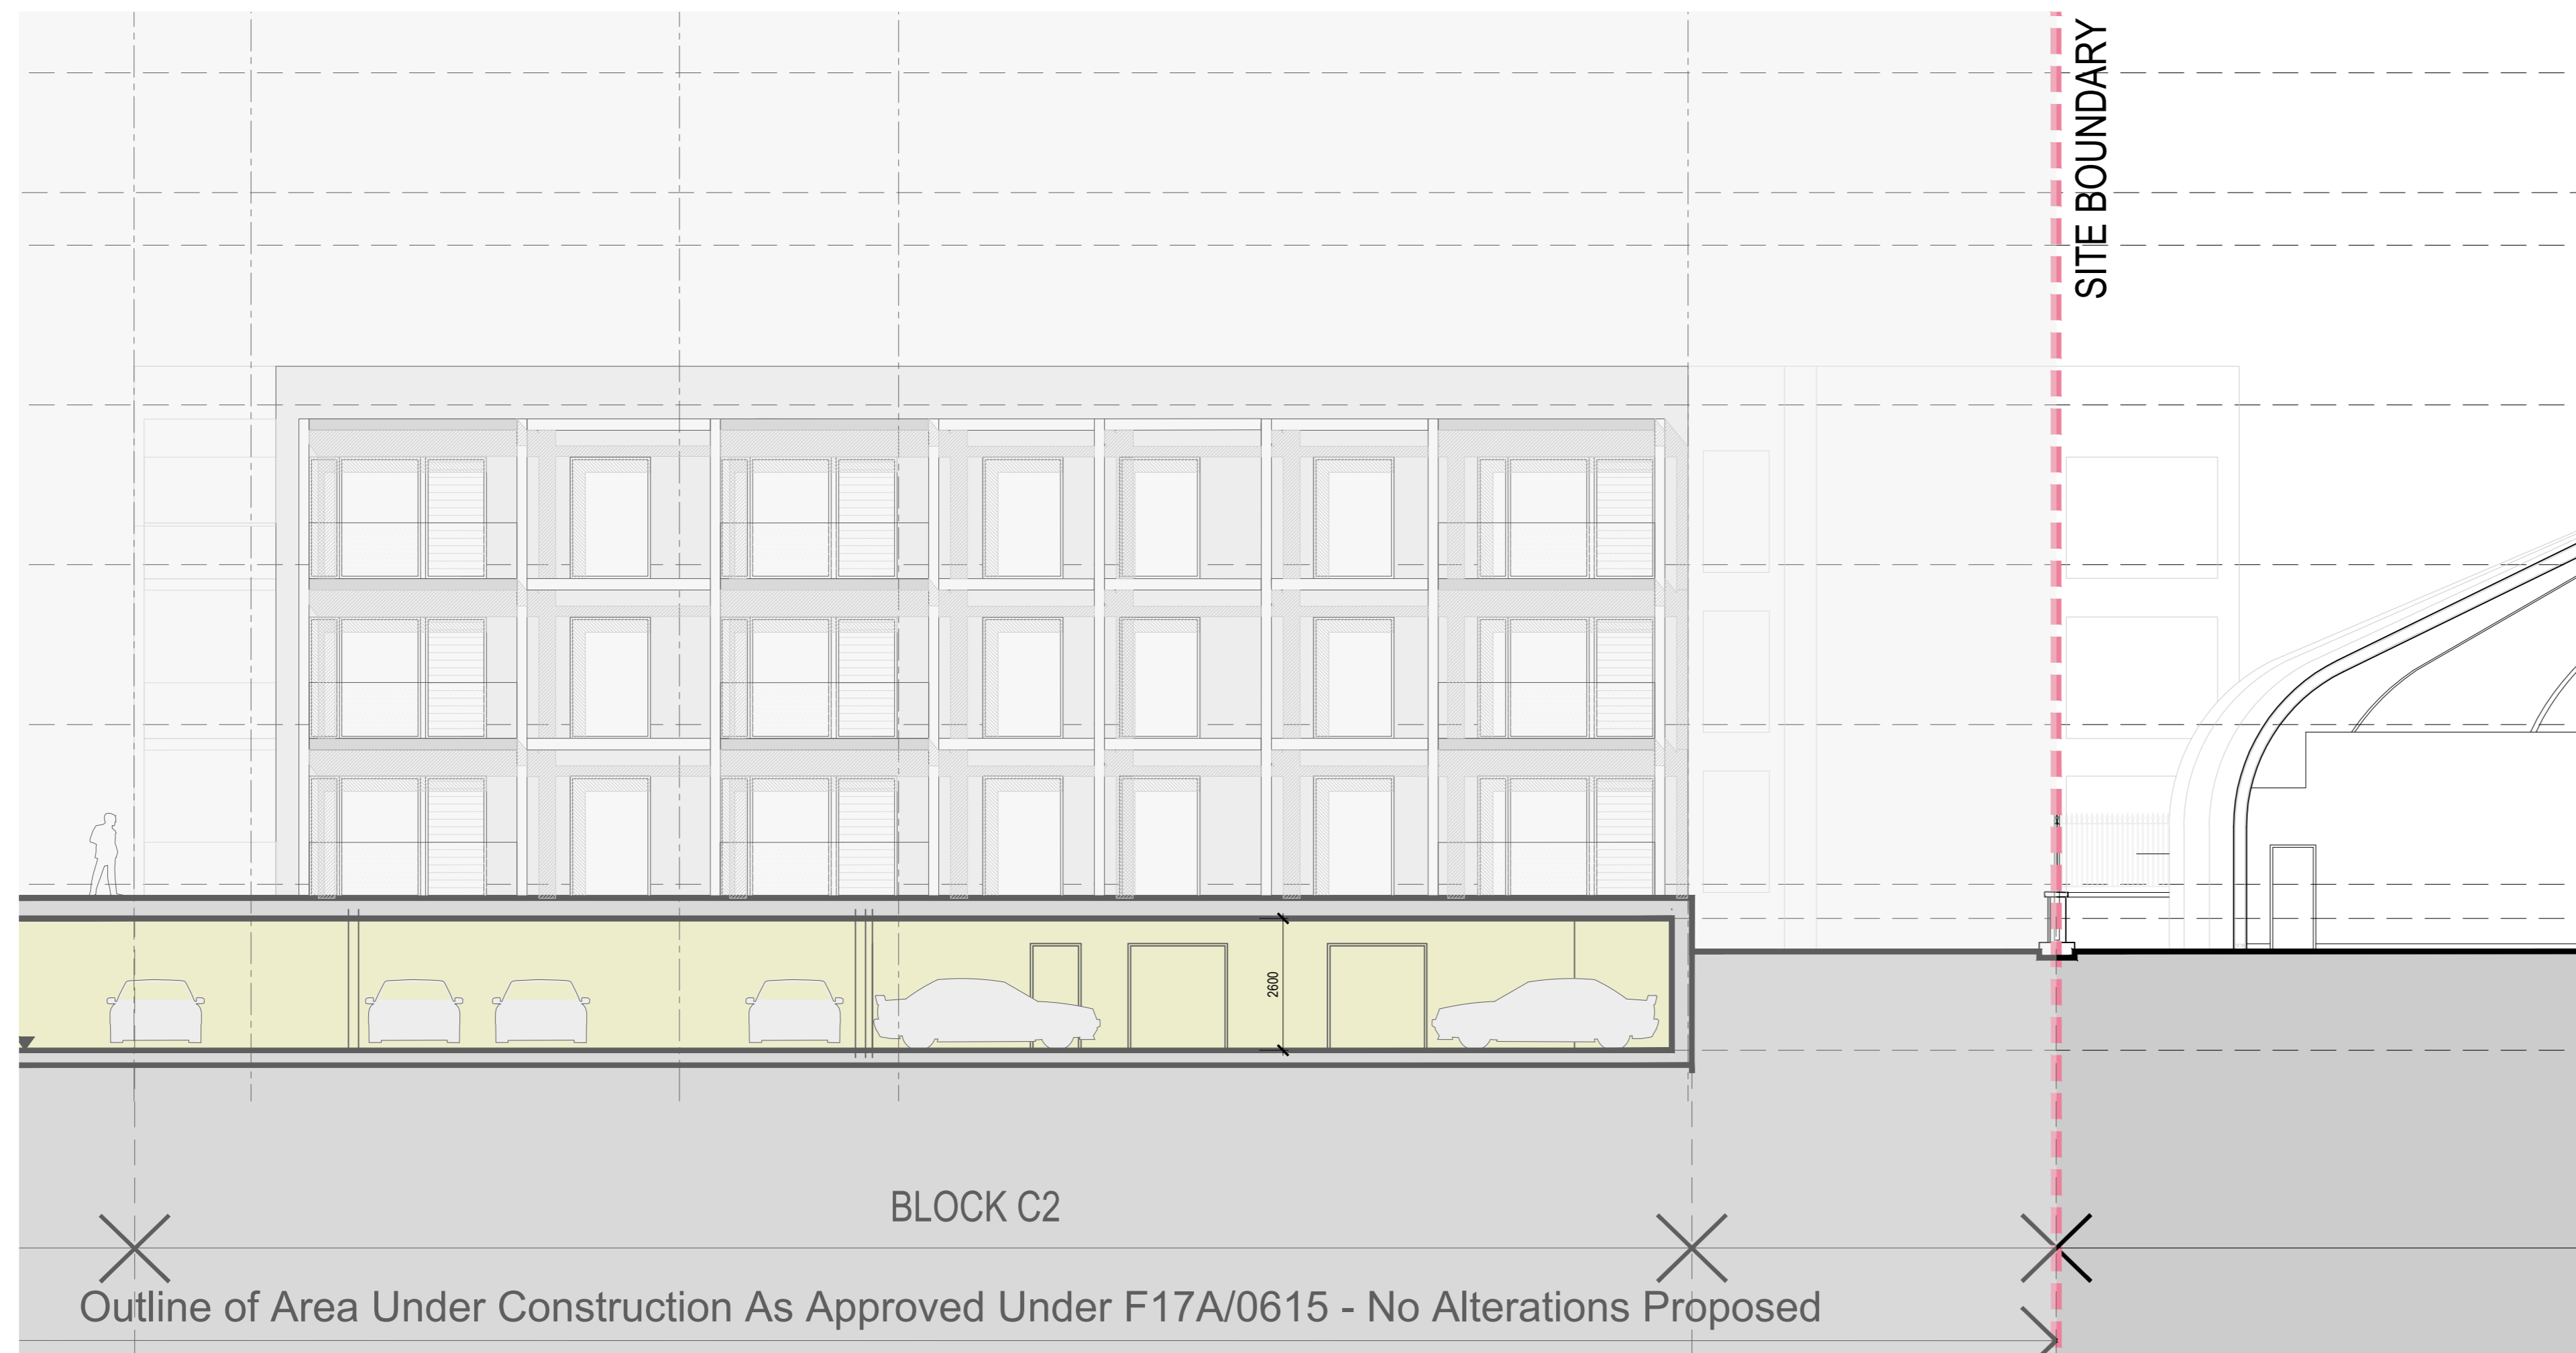 SITE BOUNDARY
2600
BLOCK C2
Outline of Area Under Construction As Approved Under F17A/0615 - No Alterations Proposed